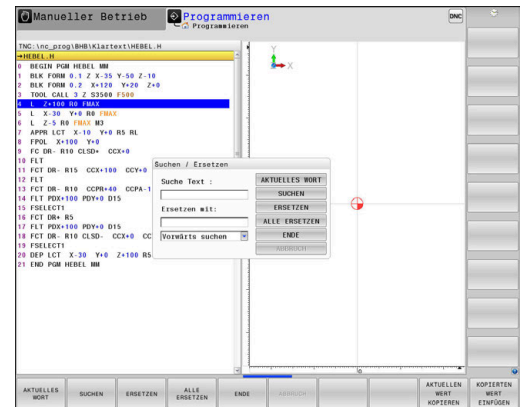 Manueller Betrieb
Programmieren
Programmieren
DNC
TNC:\nc_prog\BHB\Klartext\HEBEL.H
→HEBEL.H
0 BEGIN PGM HEBEL MM
1 BLK FORM 0.1 Z X-35 Y-50 Z-10
2 BLK FORM 0.2 X+120 Y+20 Z+0
3 TOOL CALL 3 Z S3500 F500
4 L Z+100 R0 FMAX
5 L X-30 Y+0 R0 FMAX
6 L Z-5 R0 FMAX M3
7 APPR LCT X-10 Y+0 R5 RL
8 FPOL X+100 Y+0
9 FC DR- R10 CLSD+ CCX+0
10 FLT
11 FCT DR- R15 CCX+100 CCY+0
12 FLT
13 FCT DR- R10 CCPR+40 CCPA-1
14 FLT PDX+100 PDY+0 D15
15 FSELECT1
16 FCT DR+ R5
17 FLT PDX+100 PDY+0 D15
18 FCT DR- R10 CLSD- CCX+0 CC
19 FSELECT1
20 DEP LCT X-30 Y+0 Z+100 R5
21 END PGM HEBEL MM
Y
X
Suchen / Ersetzen
Suche Text :
Ersetzen mit:
Vorwärts suchen
AKTUELLES WORT
SUCHEN
ERSETZEN
ALLE ERSETZEN
ENDE
ABBRUCH
0
AKTUELLES
WORT
SUCHEN
ERSETZEN
ALLE
ERSETZEN
ENDE
ABBRUCH
AKTUELLEN
WERT
KOPIEREN
KOPIERTEN
WERT
EINFÜGEN